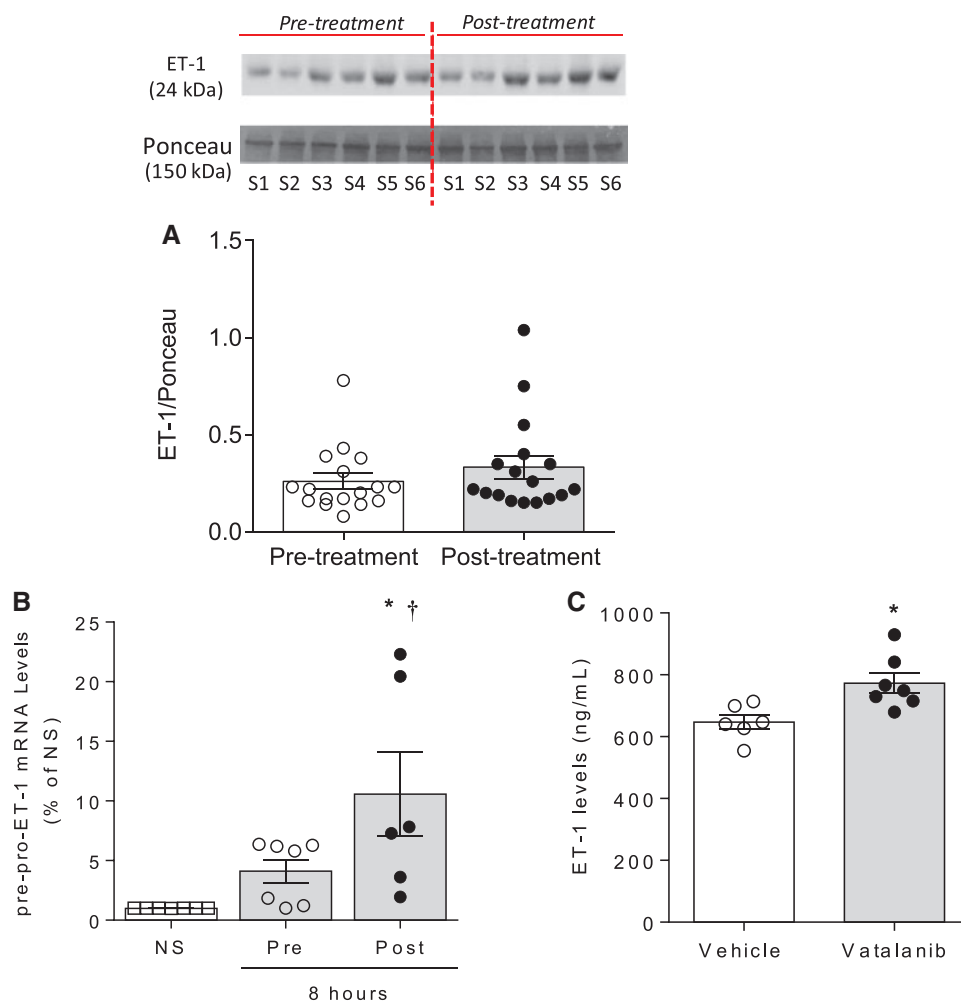 Pre-treatment Post-treatment
ET-1
(24 kDa)
Ponceau
(150 kDa)
S1 S2 S3 S4 S5 S6 S1 S2 S3 S4 S5 S6
A
1.5
1.0
0.5
0.0
ET-1/Ponceau
Pre-treatment Post-treatment
B
* †
25
20
15
10
5
0
pre-pro-ET-1 mRNA Levels
(% of NS)
NS Pre Post
8 hours
C
*
1000
800
600
400
200
0
ET-1 levels (ng/mL)
Vehicle Vatalanib